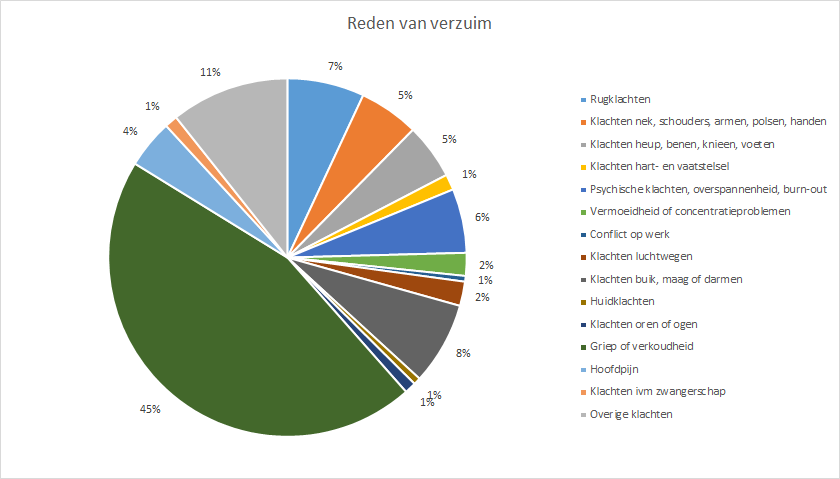 Reden van verzuim
7%
5%
5%
1%
6%
2%
1%
2%
8%
1%
1%
45%
4%
1%
11%
Rugklachten
Klachten nek, schouders, armen, polsen, handen
Klachten heup, benen, knieen, voeten
Klachten hart- en vaatstelsel
Psychische klachten, overspannenheid, burn-out
Vermoeidheid of concentratieproblemen
Conflict op werk
Klachten luchtwegen
Klachten buik, maag of darmen
Huidklachten
Klachten oren of ogen
Griep of verkoudheid
Hoofdpijn
Klachten ivm zwangerschap
Overige klachten